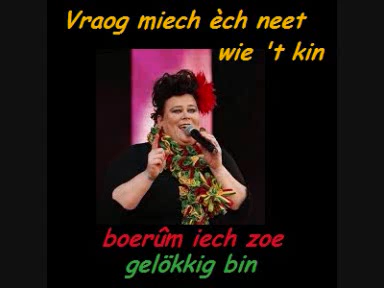 Vraog miech èch neet
wie 't kin
boerûm iech zoe
gelökkig bin